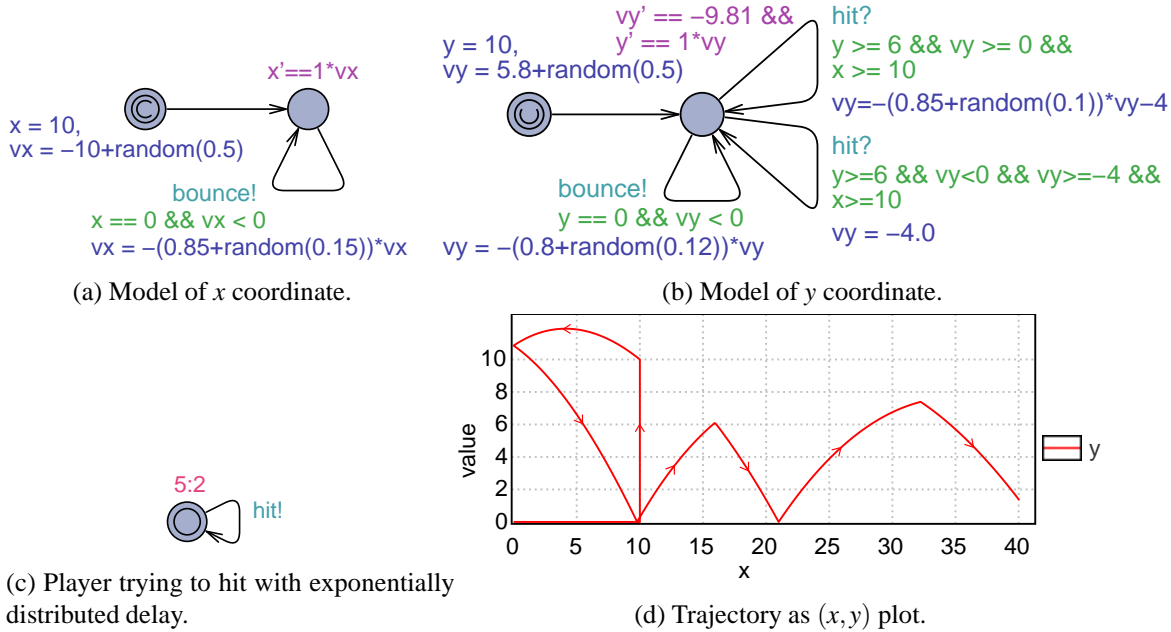 x'==1*vx
x = 10,
vx = −10+random(0.5)
bounce!
x == 0 && vx < 0
vx = −(0.85+random(0.15))*vx
(a) Model of x coordinate.
vy' == −9.81 &&
y' == 1*vy
y = 10,
vy = 5.8+random(0.5)
hit?
y >= 6 && vy >= 0 &&
x >= 10
vy=−(0.85+random(0.1))*vy−4
hit?
y>=6 && vy<0 && vy>=−4 &&
x>=10
vy = −4.0
bounce!
y == 0 && vy < 0
vy = −(0.8+random(0.12))*vy
(b) Model of y coordinate.
5:2
hit!
(c) Player trying to hit with exponentially
distributed delay.
value
10
8
6
4
2
0
0 5 10 15 20 25 30 35 40
x
y
(d) Trajectory as (x, y) plot.